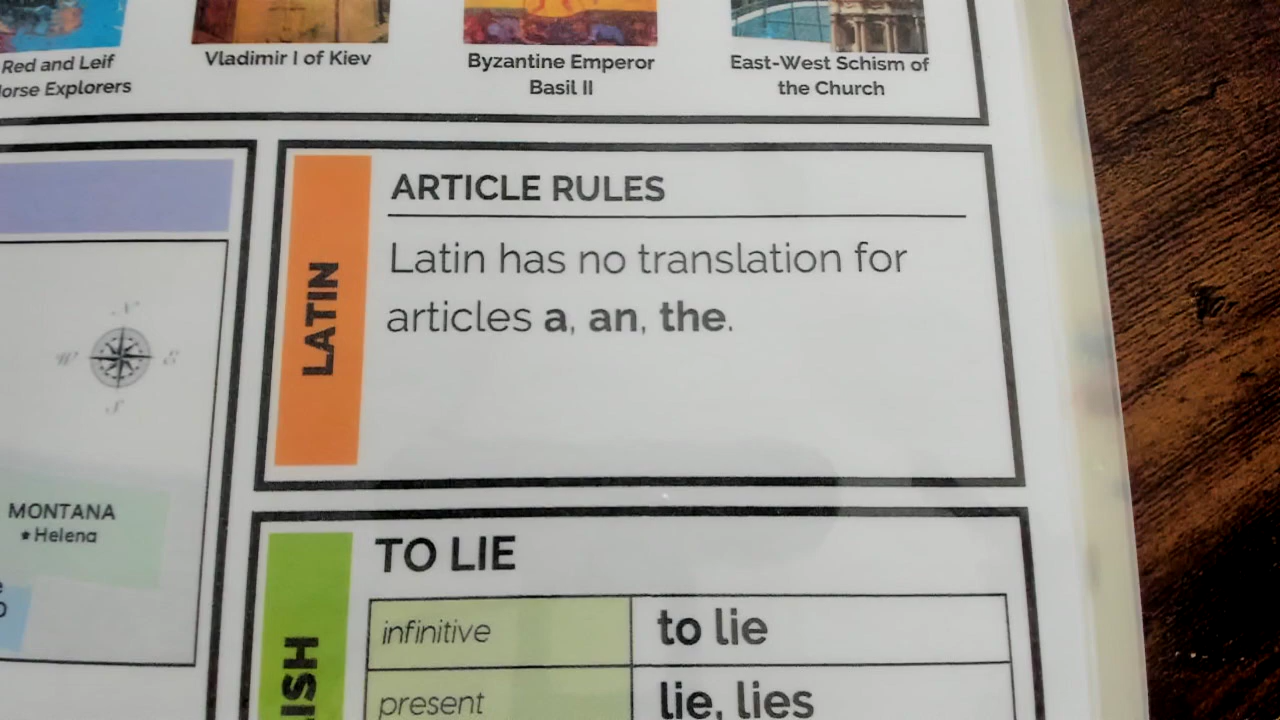 Red and Leif
Explorers
Vladimir I of Kiev
Byzantine Emperor
Basil II
East-West Schism of
the Church
N
W
E
S
MONTANA
Helena
LATIN
ARTICLE RULES
Latin has no translation for
articles a, an, the.
TO LIE
infinitive
to lie
present
lie, lies